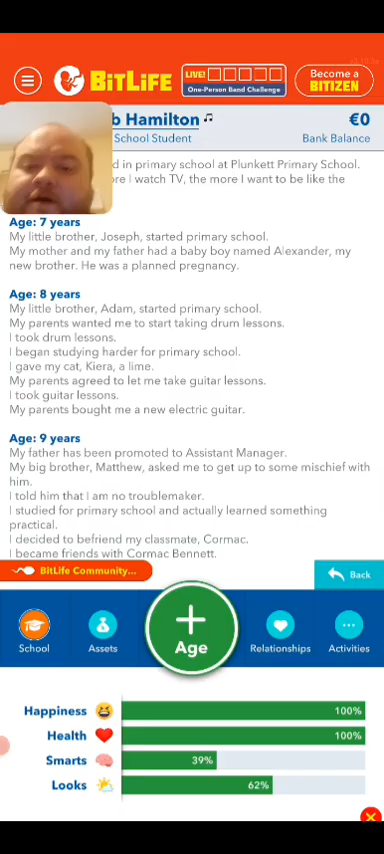 v3.10.3x
BITLIFE
LIVE!
One-Person Band Challenge
Become a
BITIZEN
b Hamilton
€0
School Student
Bank Balance
d in primary school at Plunkett Primary School.
ore I watch TV, the more I want to be like the
Age: 7 years
My little brother, Joseph, started primary school.
My mother and my father had a baby boy named Alexander, my
new brother. He was a planned pregnancy.
Age: 8 years
My little brother, Adam, started primary school.
My parents wanted me to start taking drum lessons.
I took drum lessons.
I began studying harder for primary school.
I gave my cat, Kiera, a lime.
My parents agreed to let me take guitar lessons.
I took guitar lessons.
My parents bought me a new electric guitar.
Age: 9 years
My father has been promoted to Assistant Manager.
My big brother, Matthew, asked me to get up to some mischief with
him.
I told him that I am no troublemaker.
I studied for primary school and actually learned something
practical.
I decided to befriend my classmate, Cormac.
I became friends with Cormac Bennett.
BitLife Community...
Back
School
Assets
Age
Relationships
Activities
Happiness
100%
Health
100%
Smarts
39%
Looks
62%